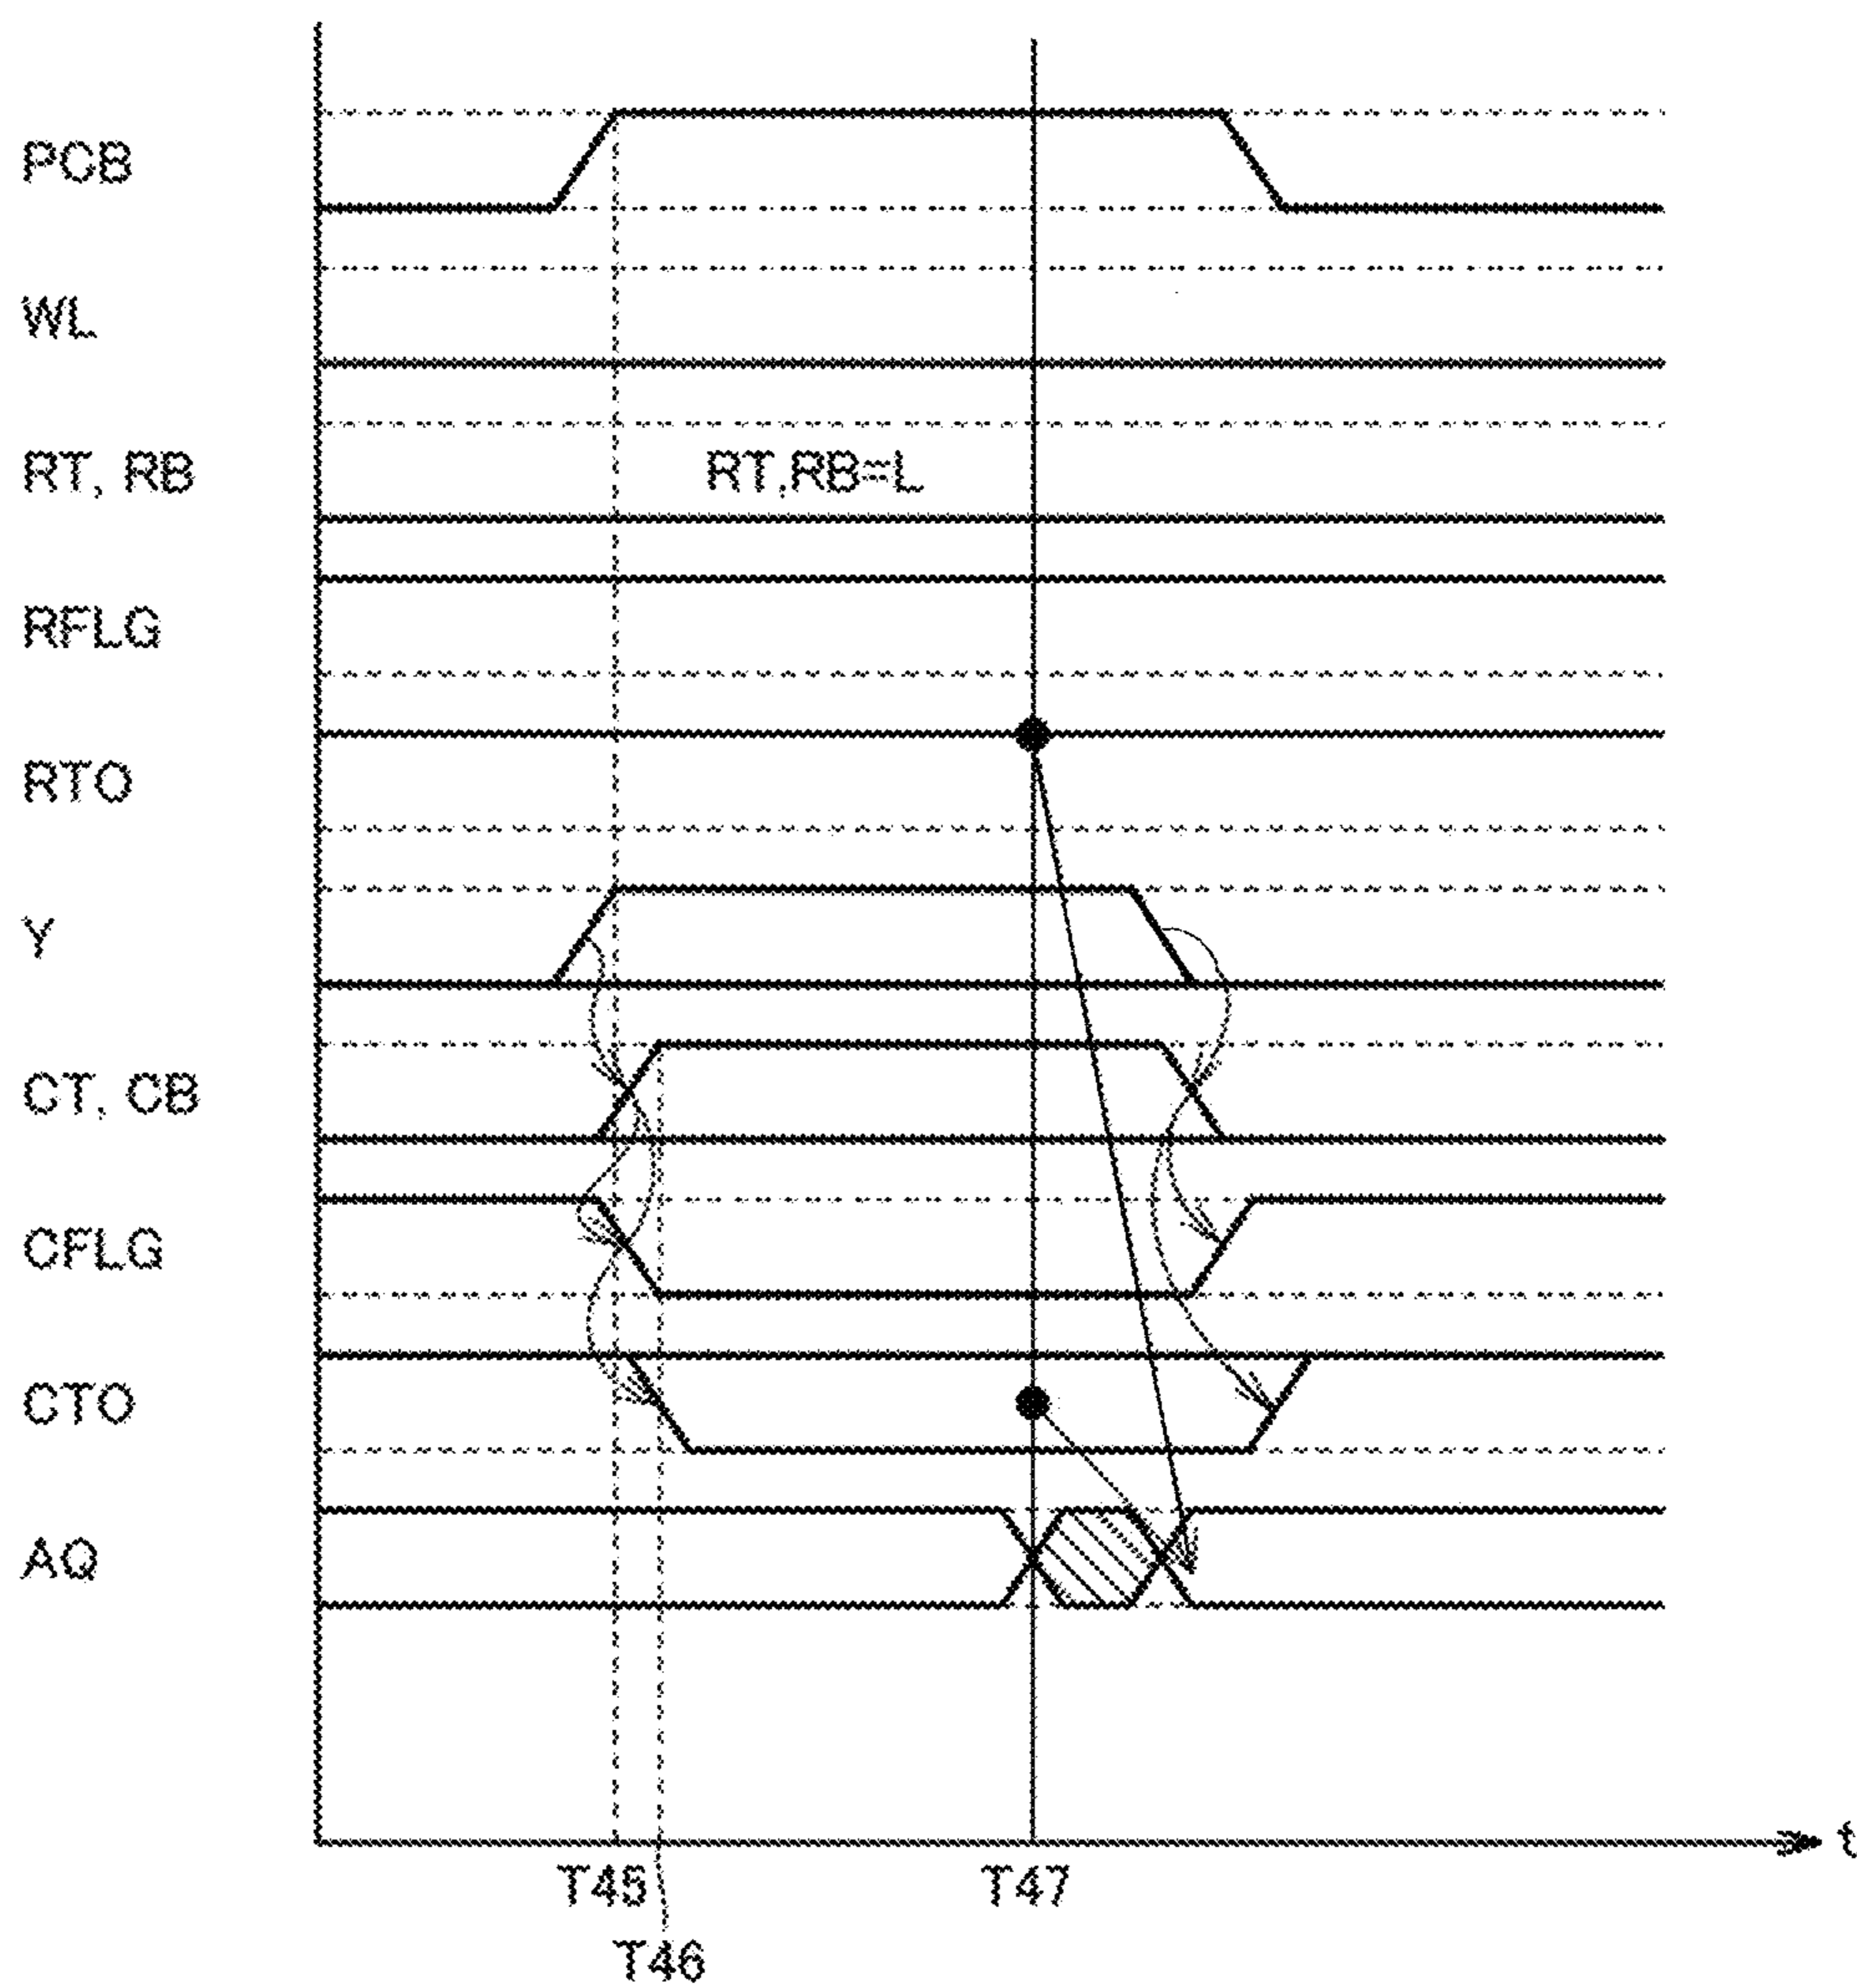 PCB
WL
RT, RB
RT,RB=L
RFLG
RTO
Y
CT, CB
CFLG
CTO
AQ
t
T45
T47
T46